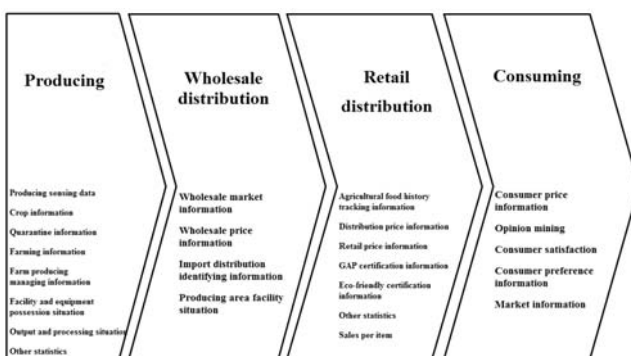 Producing
Producing sensing data
Crop information
Quarantine information
Farming information
Farm producing
managing information
Facility and equipment
possession situation
Output and processing situation
Other statistics
Wholesale
distribution
Wholesale market
information
Wholesale price
information
Import distribution
identifying information
Producing area facility
situation
Retail
distribution
Agricultural food history
tracking information
Distribution price information
Retail price information
GAP certification information
Eco-friendly certification
information
Other statistics
Sales per item
Consuming
Consumer price
information
Opinion mining
Consumer satisfaction
Consumer preference
information
Market information